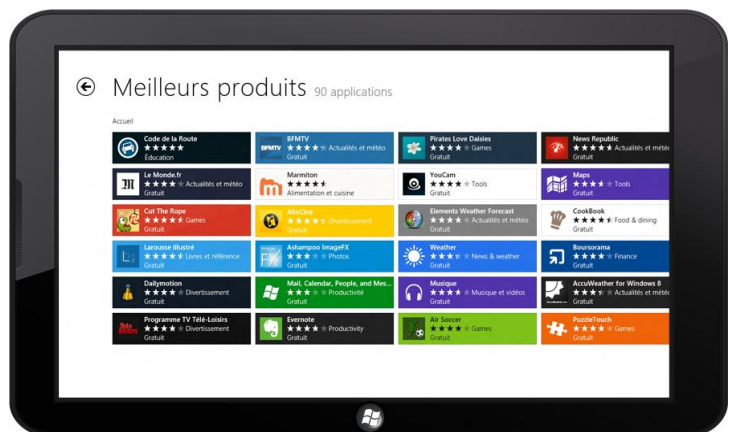 Meilleurs produits 90 applications
Accueil
Code de la Route
Éducation
BFMTV
BFMTV
Actualités et météo
Gratuit
Pirates Love Daisies
Games
Gratuit
News Republic
Actualités et météo
Gratuit
Le Monde.fr
Actualités et météo
Gratuit
Marmiton
Alimentation et cuisine
YouCam
Tools
Gratuit
Maps
Tools
Gratuit
Cut The Rope
Games
Gratuit
AlloCiné
Divertissement
Gratuit
Elements Weather Forecast
Actualités et météo
Gratuit
CookBook
Food & dining
Gratuit
Larousse Illustré
Livres et référence
Gratuit
Ashampoo ImageFX
Photos
Gratuit
Weather
News & weather
Gratuit
Boursorama
Finance
Gratuit
Dailymotion
Divertissement
Gratuit
Mail, Calendar, People, and Mes...
Productivité
Gratuit
Musique
Musique et vidéos
Gratuit
AccuWeather for Windows 8
Actualités et météo
Gratuit
Programme TV Télé-Loisirs
Divertissement
Gratuit
Evernote
Productivity
Gratuit
Air Soccer
Games
Gratuit
PuzzleTouch
Games
Gratuit